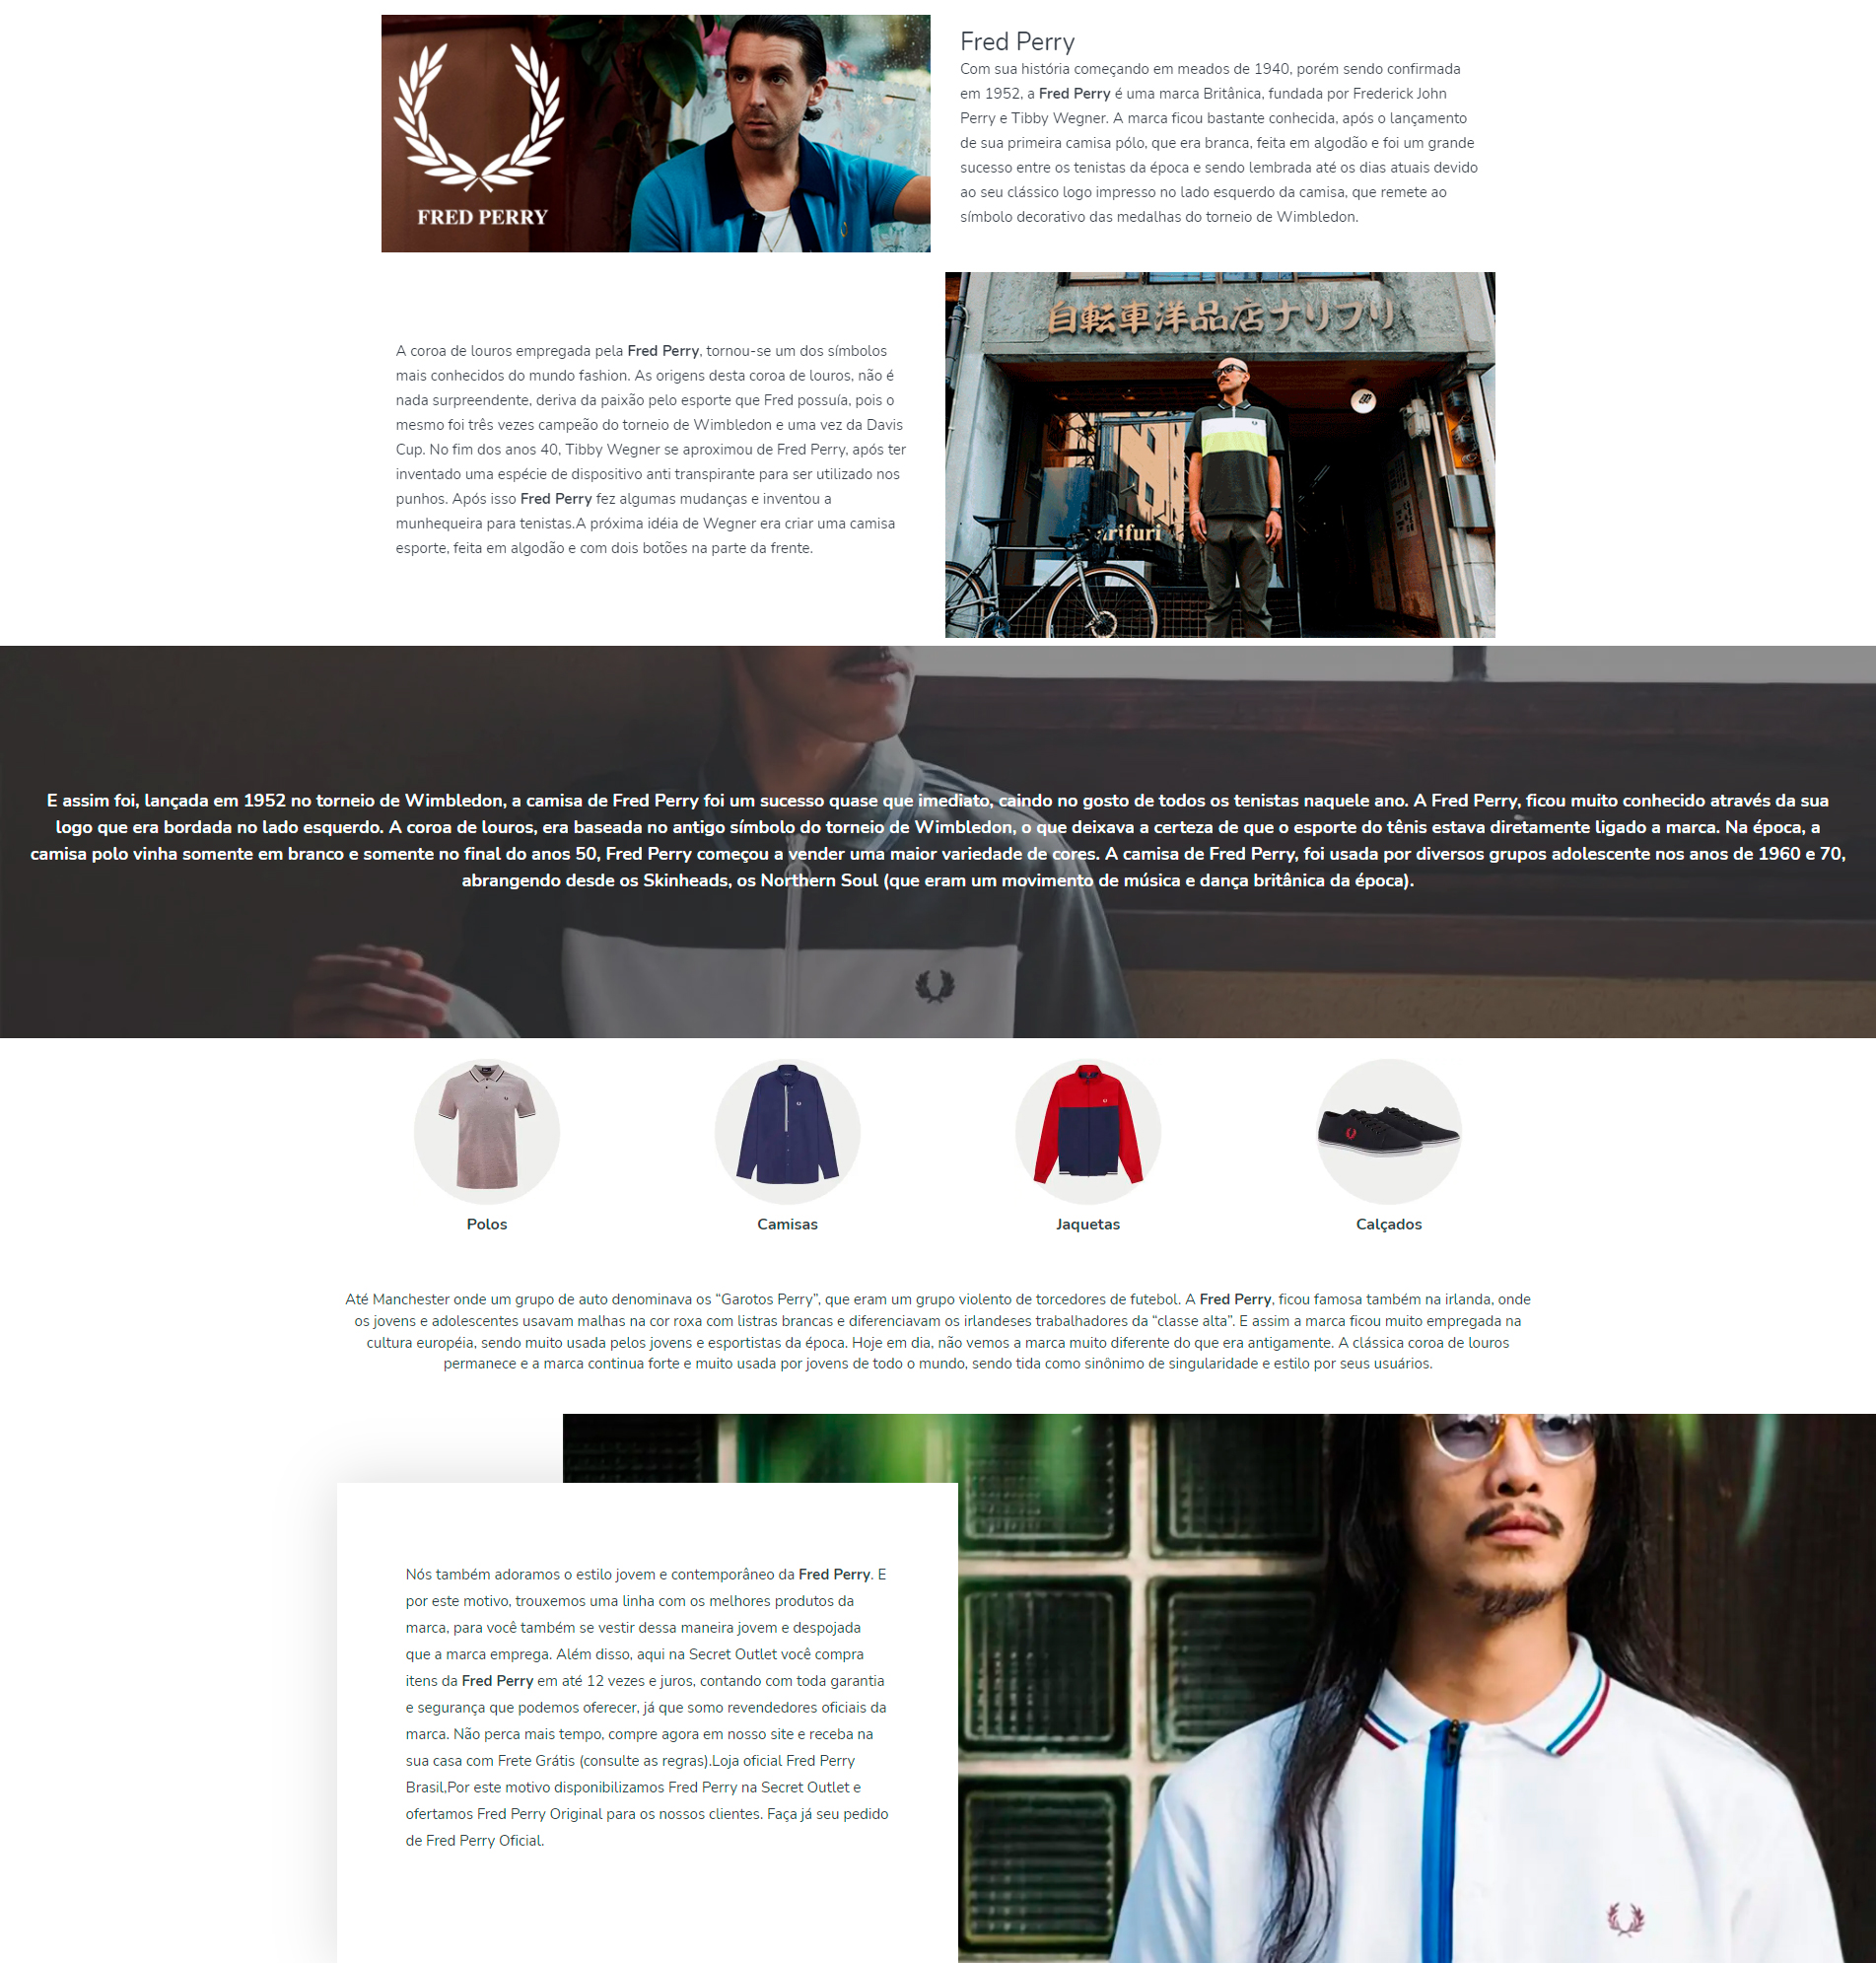 FRED PERRY
Fred Perry
Com sua história começando em meados de 1940, porém sendo confirmada
em 1952, a Fred Perry é uma marca Britânica, fundada por Frederick John
Perry e Tibby Wegner. A marca ficou bastante conhecida, após o lançamento
de sua primeira camisa pólo, que era branca, feita em algodão e foi um grande
sucesso entre os tenistas da época e sendo lembrada até os dias atuais devido
ao seu clássico logo impresso no lado esquerdo da camisa, que remete ao
símbolo decorativo das medalhas do torneio de Wimbledon.
自転車洋品店ナリフリ
narifuri
A coroa de louros empregada pela Fred Perry, tornou-se um dos símbolos
mais conhecidos do mundo fashion. As origens desta coroa de louros, não é
nada surpreendente, deriva da paixão pelo esporte que Fred possuía, pois o
mesmo foi três vezes campeão do torneio de Wimbledon e uma vez da Davis
Cup. No fim dos anos 40, Tibby Wegner se aproximou de Fred Perry, após ter
inventado uma espécie de dispositivo anti transpirante para ser utilizado nos
punhos. Após isso Fred Perry fez algumas mudanças e inventou a
munhequeira para tenistas.A próxima idéia de Wegner era criar uma camisa
esporte, feita em algodão e com dois botões na parte da frente.
E assim foi, lançada em 1952 no torneio de Wimbledon, a camisa de Fred Perry foi um sucesso quase que imediato, caindo no gosto de todos os tenistas naquele ano. A Fred Perry, ficou muito conhecido através da sua
logo que era bordada no lado esquerdo. A coroa de louros, era baseada no antigo símbolo do torneio de Wimbledon, o que deixava a certeza de que o esporte do tênis estava diretamente ligado a marca. Na época, a
camisa polo vinha somente em branco e somente no final do anos 50, Fred Perry começou a vender uma maior variedade de cores. A camisa de Fred Perry, foi usada por diversos grupos adolescente nos anos de 1960 e 70,
abrangendo desde os Skinheads, os Northern Soul (que eram um movimento de música e dança britânica da época).
Polos
Camisas
Jaquetas
Calçados
Até Manchester onde um grupo de auto denominava os “Garotos Perry”, que eram um grupo violento de torcedores de futebol. A Fred Perry, ficou famosa também na irlanda, onde
os jovens e adolescentes usavam malhas na cor roxa com listras brancas e diferenciavam os irlandeses trabalhadores da “classe alta”. E assim a marca ficou muito empregada na
cultura européia, sendo muito usada pelos jovens e esportistas da época. Hoje em dia, não vemos a marca muito diferente do que era antigamente. A clássica coroa de louros
permanece e a marca continua forte e muito usada por jovens de todo o mundo, sendo tida como sinônimo de singularidade e estilo por seus usuários.
Nós também adoramos o estilo jovem e contemporâneo da Fred Perry. E
por este motivo, trouxemos uma linha com os melhores produtos da
marca, para você também se vestir dessa maneira jovem e despojada
que a marca emprega. Além disso, aqui na Secret Outlet você compra
itens da Fred Perry em até 12 vezes e juros, contando com toda garantia
e segurança que podemos oferecer, já que somo revendedores oficiais da
marca. Não perca mais tempo, compre agora em nosso site e receba na
sua casa com Frete Grátis (consulte as regras).Loja oficial Fred Perry
Brasil,Por este motivo disponibilizamos Fred Perry na Secret Outlet e
ofertamos Fred Perry Original para os nossos clientes. Faça já seu pedido
de Fred Perry Oficial.